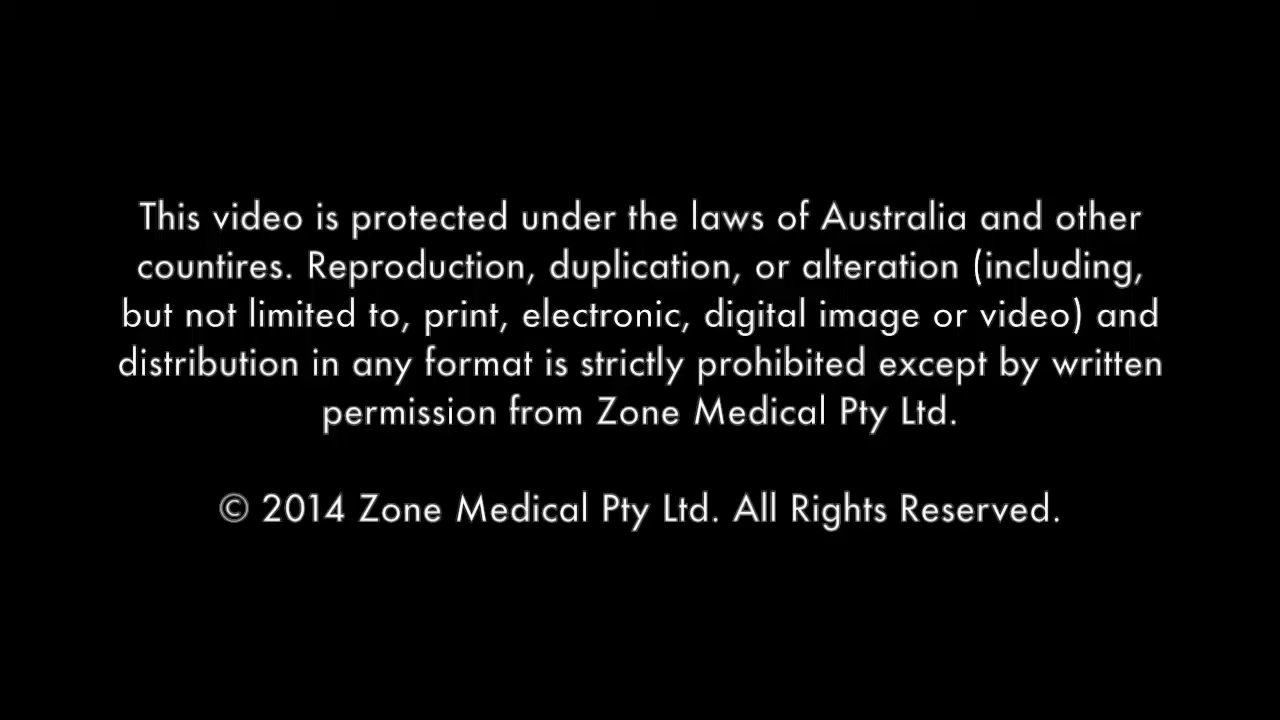 This video is protected under the laws of Australia and other
countires. Reproduction, duplication, or alteration (including,
but not limited to, print, electronic, digital image or video) and
distribution in any format is strictly prohibited except by written
permission from Zone Medical Pty Ltd.
© 2014 Zone Medical Pty Ltd. All Rights Reserved.